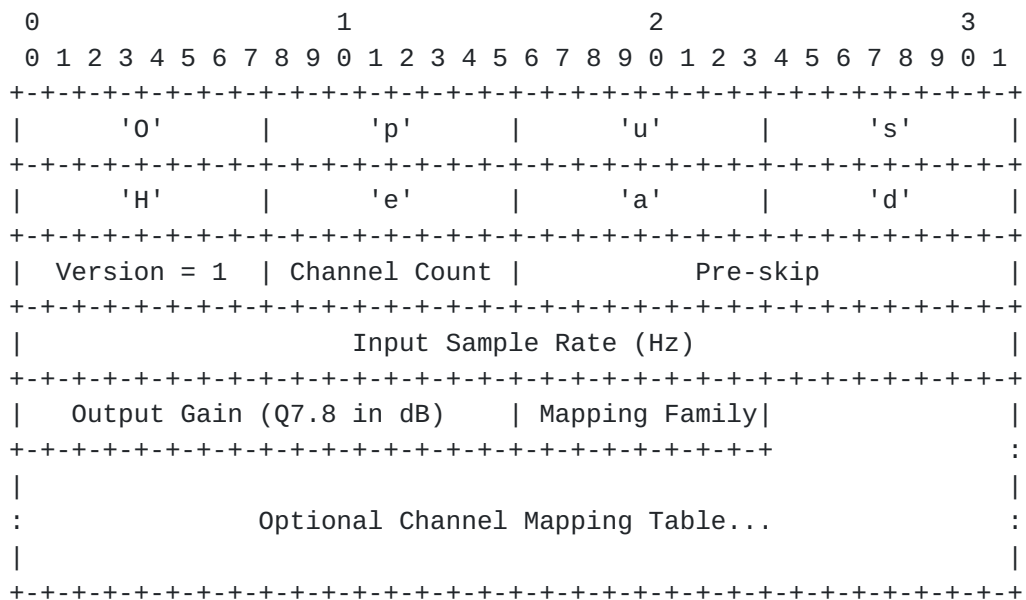 0                   1                   2                   3
 0 1 2 3 4 5 6 7 8 9 0 1 2 3 4 5 6 7 8 9 0 1 2 3 4 5 6 7 8 9 0 1
+-+-+-+-+-+-+-+-+-+-+-+-+-+-+-+-+-+-+-+-+-+-+-+-+-+-+-+-+-+-+-+-+
|      'O'      |      'p'      |      'u'      |      's'      |
+-+-+-+-+-+-+-+-+-+-+-+-+-+-+-+-+-+-+-+-+-+-+-+-+-+-+-+-+-+-+-+-+
|      'H'      |      'e'      |      'a'      |      'd'      |
+-+-+-+-+-+-+-+-+-+-+-+-+-+-+-+-+-+-+-+-+-+-+-+-+-+-+-+-+-+-+-+-+
|  Version = 1  | Channel Count |           Pre-skip            |
+-+-+-+-+-+-+-+-+-+-+-+-+-+-+-+-+-+-+-+-+-+-+-+-+-+-+-+-+-+-+-+-+
|                     Input Sample Rate (Hz)                    |
+-+-+-+-+-+-+-+-+-+-+-+-+-+-+-+-+-+-+-+-+-+-+-+-+-+-+-+-+-+-+-+-+
|   Output Gain (Q7.8 in dB)    | Mapping Family|               |
+-+-+-+-+-+-+-+-+-+-+-+-+-+-+-+-+-+-+-+-+-+-+-+-+               :
|                                                               |
:               Optional Channel Mapping Table...               :
|                                                               |
+-+-+-+-+-+-+-+-+-+-+-+-+-+-+-+-+-+-+-+-+-+-+-+-+-+-+-+-+-+-+-+-+